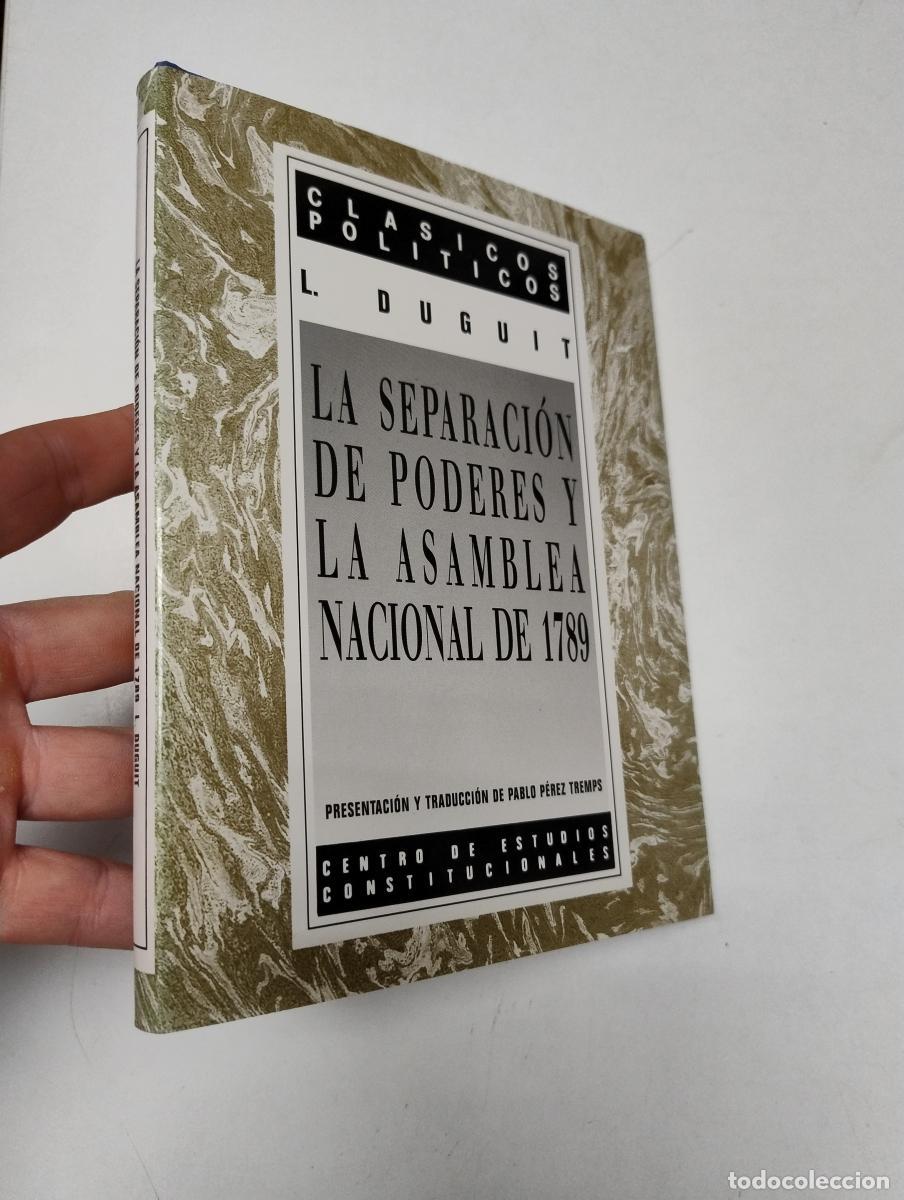 CLASICOS
POLITICOS
L. DUGUIT
LA SEPARACIÓN
DE PODERES Y
LA ASAMBLEA
NACIONAL DE 1789
PRESENTACIÓN Y TRADUCCIÓN DE PABLO PÉREZ TREMPS
CENTRO DE ESTUDIOS
CONSTITUCIONALES
LA SEPARACIÓN DE PODERES Y LA ASAMBLEA NACIONAL DE 1789 L. DUGUIT
todocoleccion